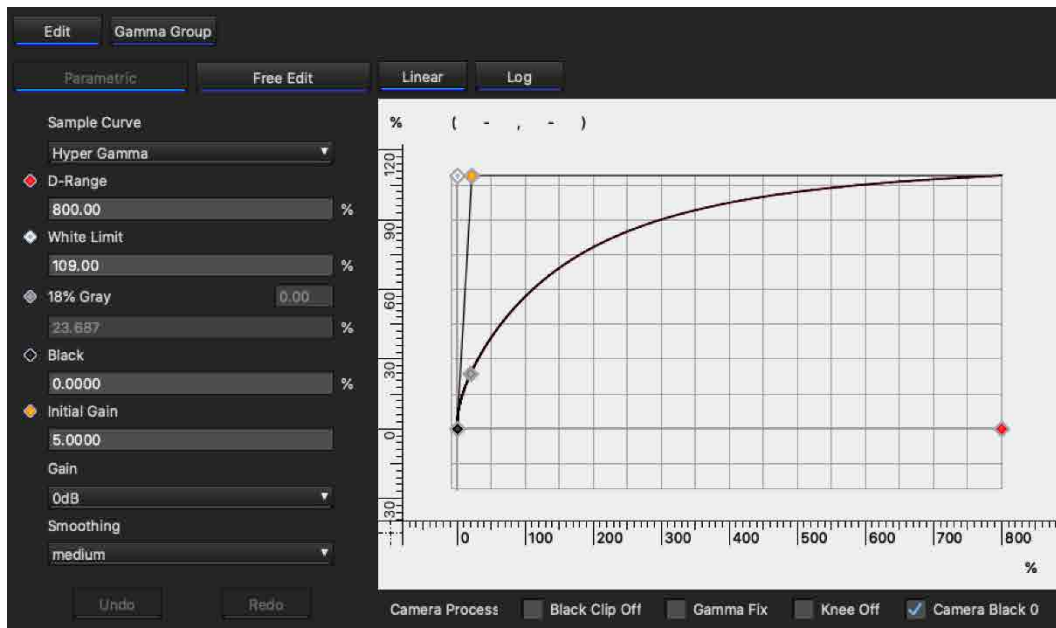 Edit Gamma Group
Parametric Free Edit Linear Log
Sample Curve
% ( - , - )
Hyper Gamma
D-Range
800.00 %
White Limit
109.00 %
18% Gray 0.00
23.687 %
Black
0.0000 %
Initial Gain
5.0000
Gain
0dB
Smoothing
medium
Undo Redo
120
90
60
30
0
30
0 100 200 300 400 500 600 700 800
%
Camera Process Black Clip Off Gamma Fix Knee Off Camera Black 0